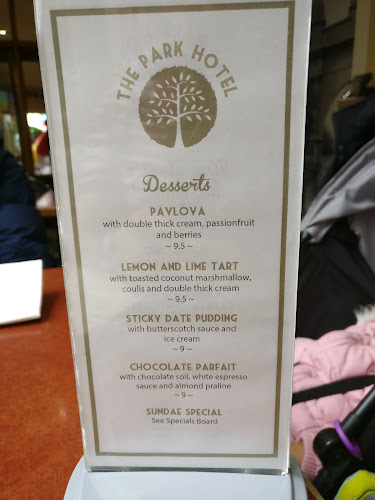 THE PARK HOTEL
Desserts
PAVLOVA
with double thick cream, passionfruit
and berries
~ 9.5 ~
LEMON AND LIME TART
with toasted coconut marshmallow,
coulis and double thick cream
~ 9.5 ~
STICKY DATE PUDDING
with butterscotch sauce and
ice cream
~ 9 ~
CHOCOLATE PARFAIT
with chocolate soil, white espresso
sauce and almond praline
~ 9 ~
SUNDAE SPECIAL
See Specials Board